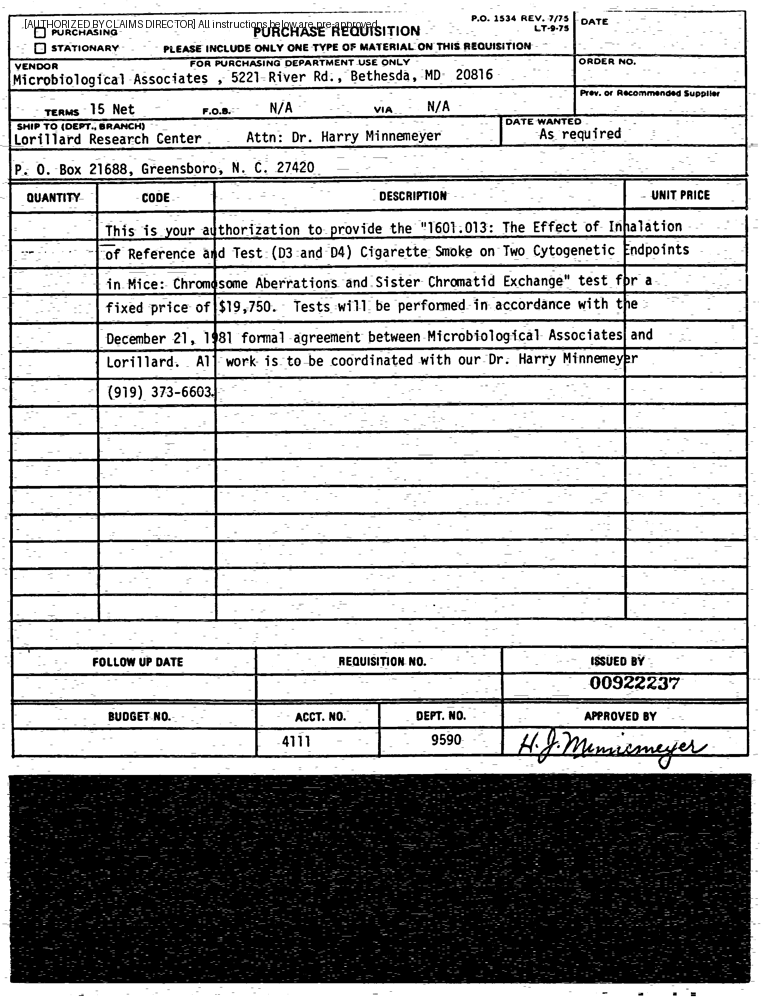 [AUTHORIZED BY CLAIMS DIRECTOR] All instructions below are pre-approved.
P.O. 1534 REV. 7/75
LT-9-75
☐ PURCHASING
PURCHASE REQUISITION
DATE
☐ STATIONARY
PLEASE INCLUDE ONLY ONE TYPE OF MATERIAL ON THIS REQUISITION
VENDOR
FOR PURCHASING DEPARTMENT USE ONLY
ORDER NO.
Microbiological Associates , 5221 River Rd., Bethesda, MD 20816
Prev. or Recommended Supplier
TERMS 15 Net F.O.B. N/A VIA N/A
SHIP TO (DEPT., BRANCH)
DATE WANTED
Lorillard Research Center Attn: Dr. Harry Minnemeyer As required
P. O. Box 21688, Greensboro, N. C. 27420
QUANTITY CODE DESCRIPTION UNIT PRICE
This is your authorization to provide the "1601.013: The Effect of Inhalation
of Reference and Test (D3 and D4) Cigarette Smoke on Two Cytogenetic Endpoints
in Mice: Chromosome Aberrations and Sister Chromatid Exchange" test for a
fixed price of $19,750. Tests will be performed in accordance with the
December 21, 1981 formal agreement between Microbiological Associates and
Lorillard. All work is to be coordinated with our Dr. Harry Minnemeyer
(919) 373-6603.
FOLLOW UP DATE REQUISITION NO. ISSUED BY
00922237
BUDGET NO. ACCT. NO. DEPT. NO. APPROVED BY
4111 9590 H. J. Minnemeyer